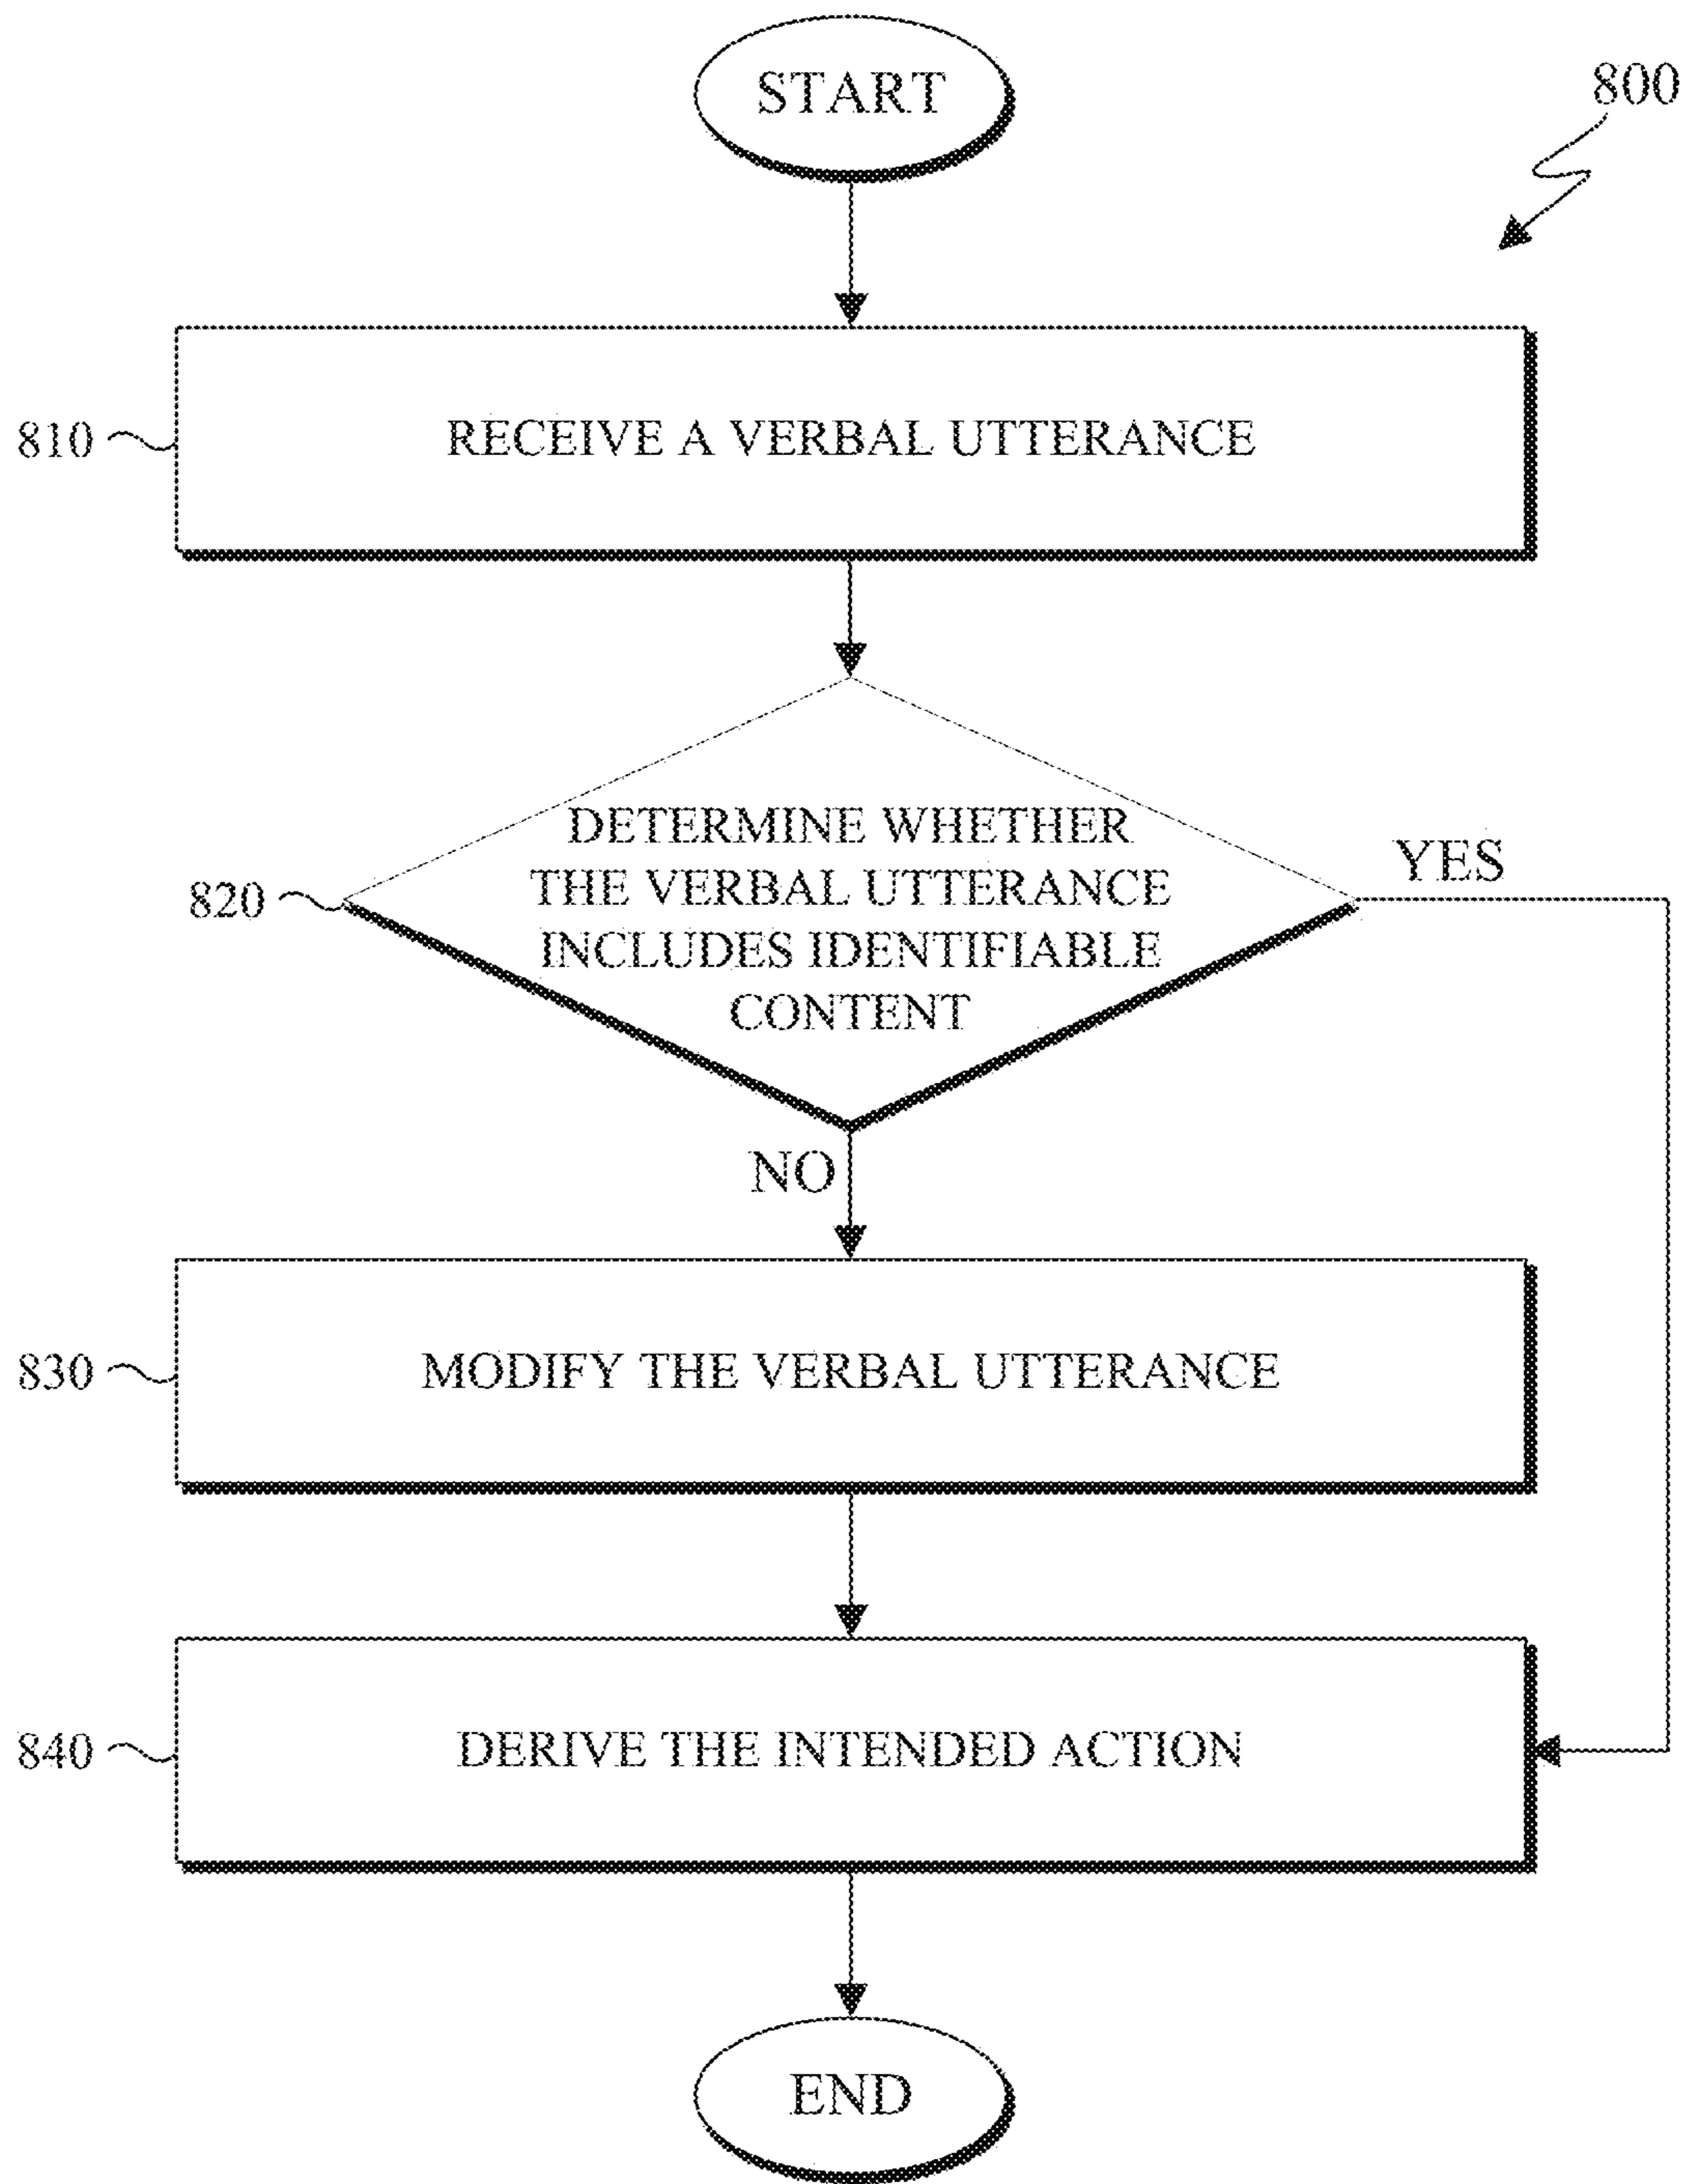 START
800
810
RECEIVE A VERBAL UTTERANCE
820
DETERMINE WHETHER
THE VERBAL UTTERANCE
INCLUDES IDENTIFIABLE
CONTENT
YES
NO
830
MODIFY THE VERBAL UTTERANCE
840
DERIVE THE INTENDED ACTION
END